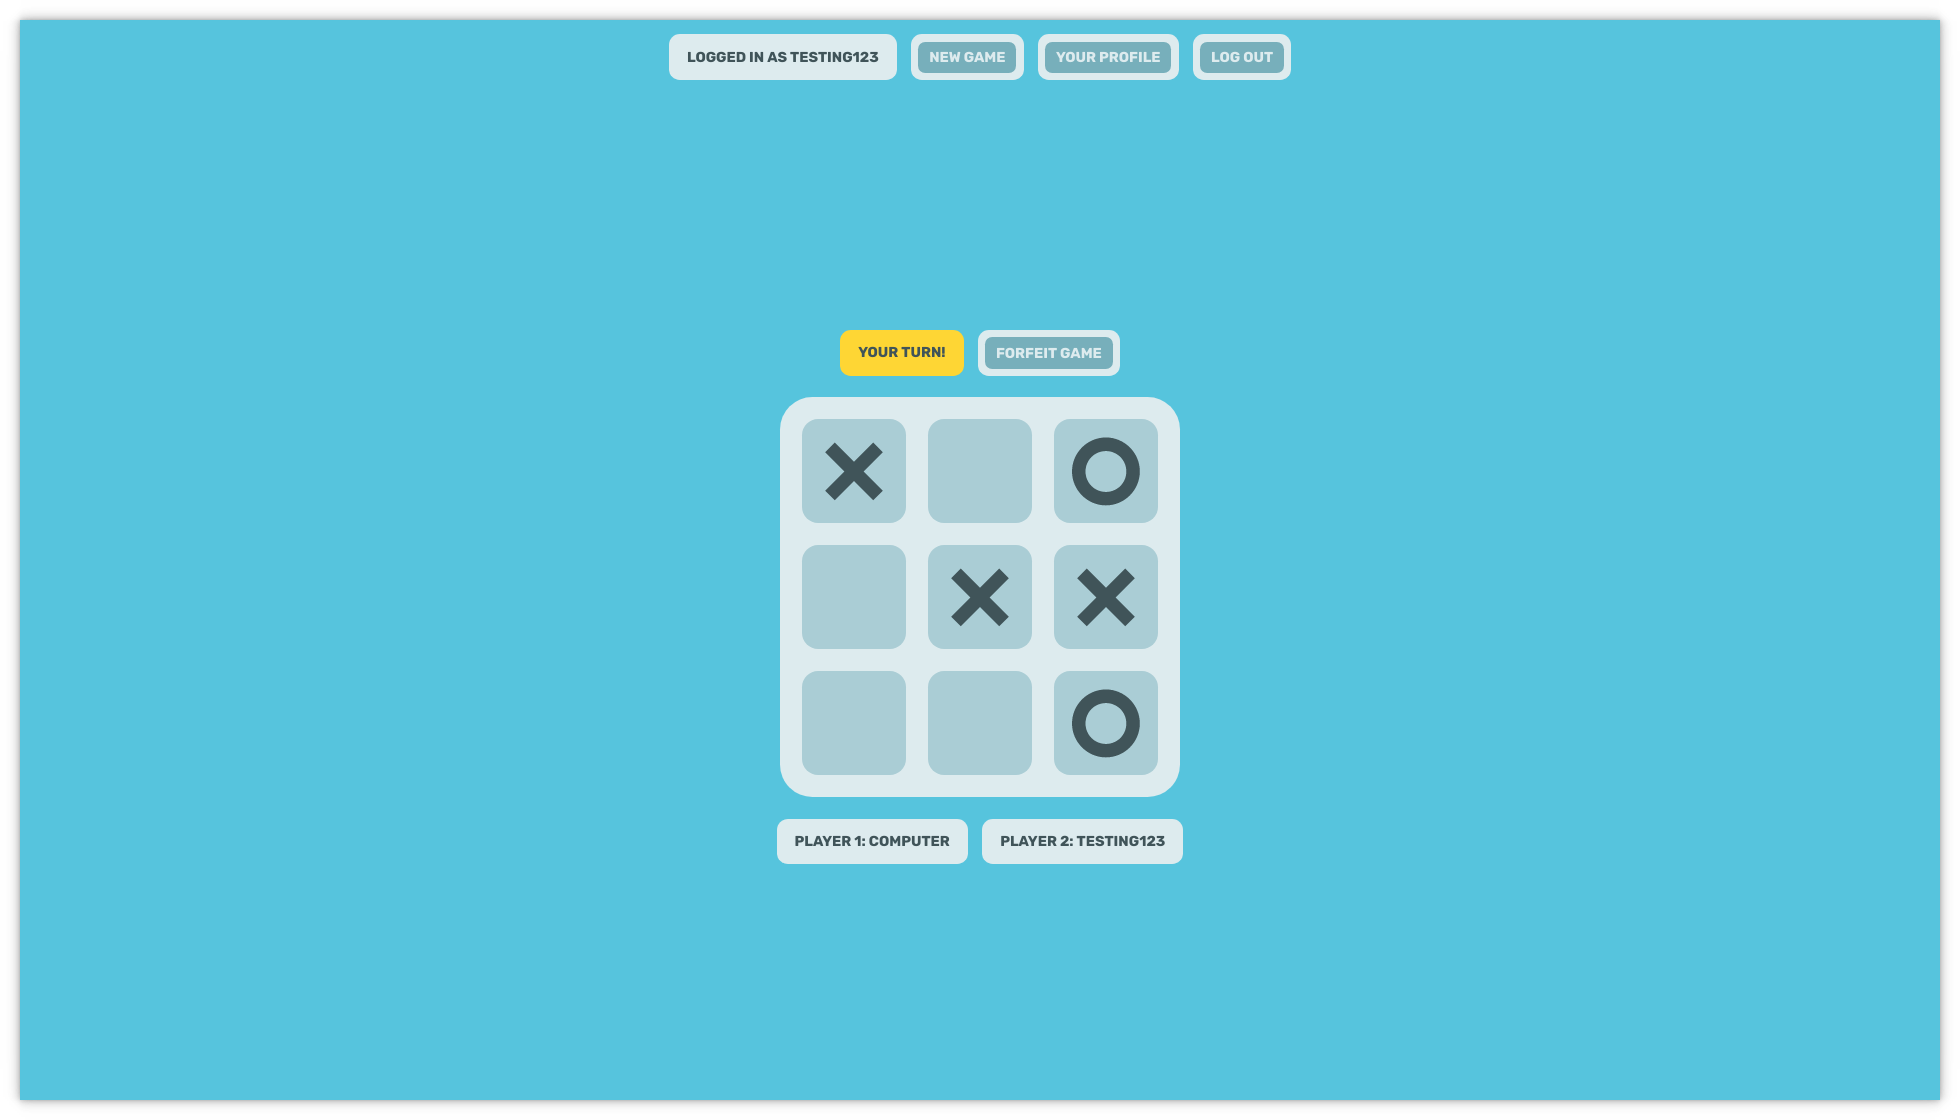 LOGGED IN AS TESTING123
NEW GAME
YOUR PROFILE
LOG OUT
YOUR TURN!
FORFEIT GAME
PLAYER 1: COMPUTER
PLAYER 2: TESTING123